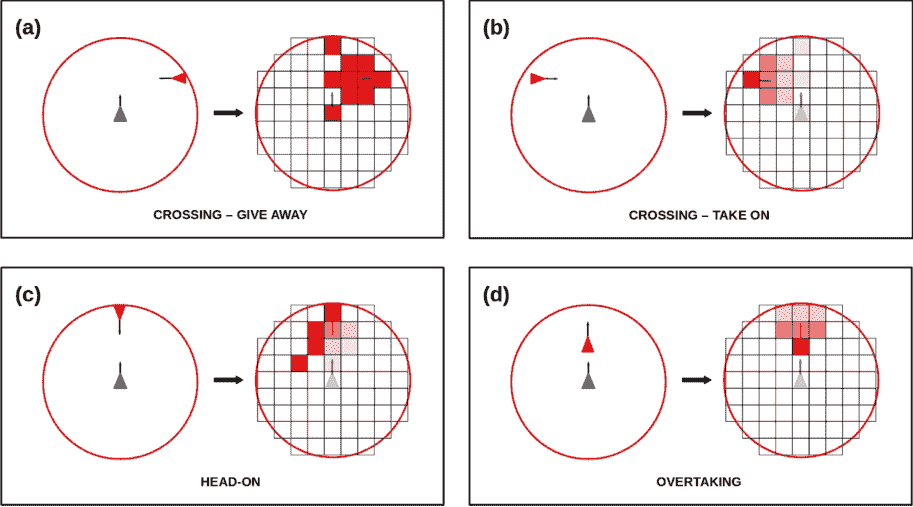 (a)
CROSSING – GIVE AWAY
(b)
CROSSING – TAKE ON
(c)
HEAD-ON
(d)
OVERTAKING